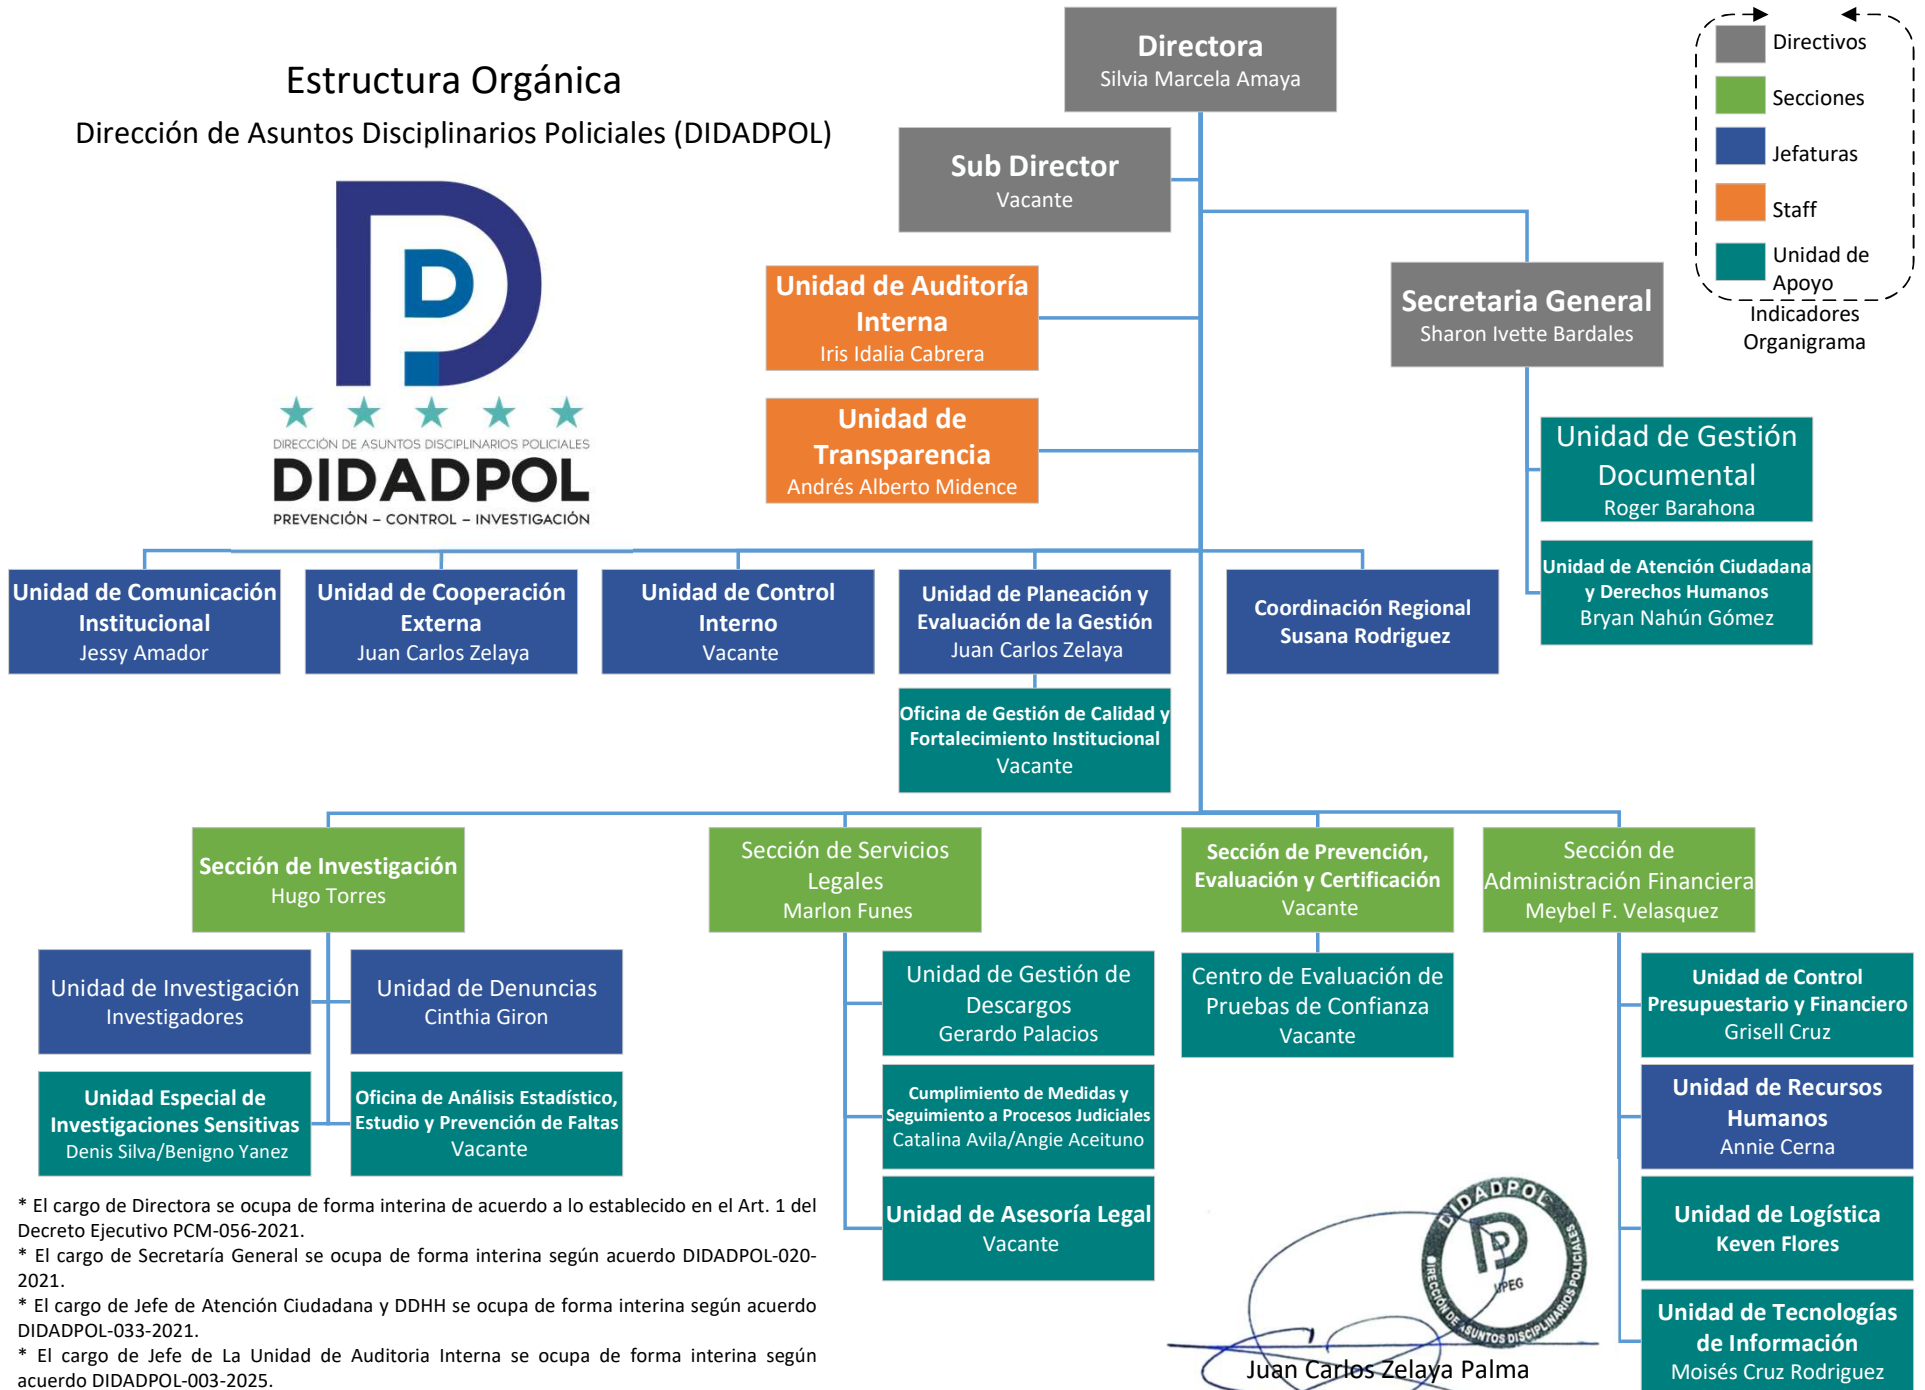 Estructura Orgánica
Dirección de Asuntos Disciplinarios Policiales (DIDADPOL)
DIRECCIÓN DE ASUNTOS DISCIPLINARIOS POLICIALES
DIDADPOL
PREVENCIÓN – CONTROL – INVESTIGACIÓN
Directora
Silvia Marcela Amaya
Sub Director
Vacante
Directivos
Secciones
Jefaturas
Staff
Unidad de
Apoyo
Indicadores
Organigrama
Unidad de Auditoría
Interna
Iris Idalia Cabrera
Secretaria General
Sharon Ivette Bardales
Unidad de
Transparencia
Andrés Alberto Midence
Unidad de Gestión
Documental
Roger Barahona
Unidad de Atención Ciudadana
y Derechos Humanos
Bryan Nahún Gómez
Unidad de Comunicación
Institucional
Jessy Amador
Unidad de Cooperación
Externa
Juan Carlos Zelaya
Unidad de Control
Interno
Vacante
Unidad de Planeación y
Evaluación de la Gestión
Juan Carlos Zelaya
Coordinación Regional
Susana Rodriguez
Oficina de Gestión de Calidad y
Fortalecimiento Institucional
Vacante
Sección de Investigación
Hugo Torres
Sección de Servicios
Legales
Marlon Funes
Sección de Prevención,
Evaluación y Certificación
Vacante
Sección de
Administración Financiera
Meybel F. Velasquez
Unidad de Investigación
Investigadores
Unidad de Denuncias
Cinthia Giron
Unidad Especial de
Investigaciones Sensitivas
Denis Silva/Benigno Yanez
Oficina de Análisis Estadístico,
Estudio y Prevención de Faltas
Vacante
Unidad de Gestión de
Descargos
Gerardo Palacios
Cumplimiento de Medidas y
Seguimiento a Procesos Judiciales
Catalina Avila/Angie Aceituno
Unidad de Asesoría Legal
Vacante
Centro de Evaluación de
Pruebas de Confianza
Vacante
Unidad de Control
Presupuestario y Financiero
Grisell Cruz
Unidad de Recursos
Humanos
Annie Cerna
Unidad de Logística
Keven Flores
Unidad de Tecnologías
de Información
Moisés Cruz Rodriguez
* El cargo de Directora se ocupa de forma interina de acuerdo a lo establecido en el Art. 1 del
Decreto Ejecutivo PCM-056-2021.
* El cargo de Secretaría General se ocupa de forma interina según acuerdo DIDADPOL-020-
2021.
* El cargo de Jefe de Atención Ciudadana y DDHH se ocupa de forma interina según acuerdo
DIDADPOL-033-2021.
* El cargo de Jefe de La Unidad de Auditoria Interna se ocupa de forma interina según
acuerdo DIDADPOL-003-2025.
DIDADPOL
UPEG
DIRECCIÓN DE ASUNTOS DISCIPLINARIOS POLICIALES
Juan Carlos Zelaya Palma